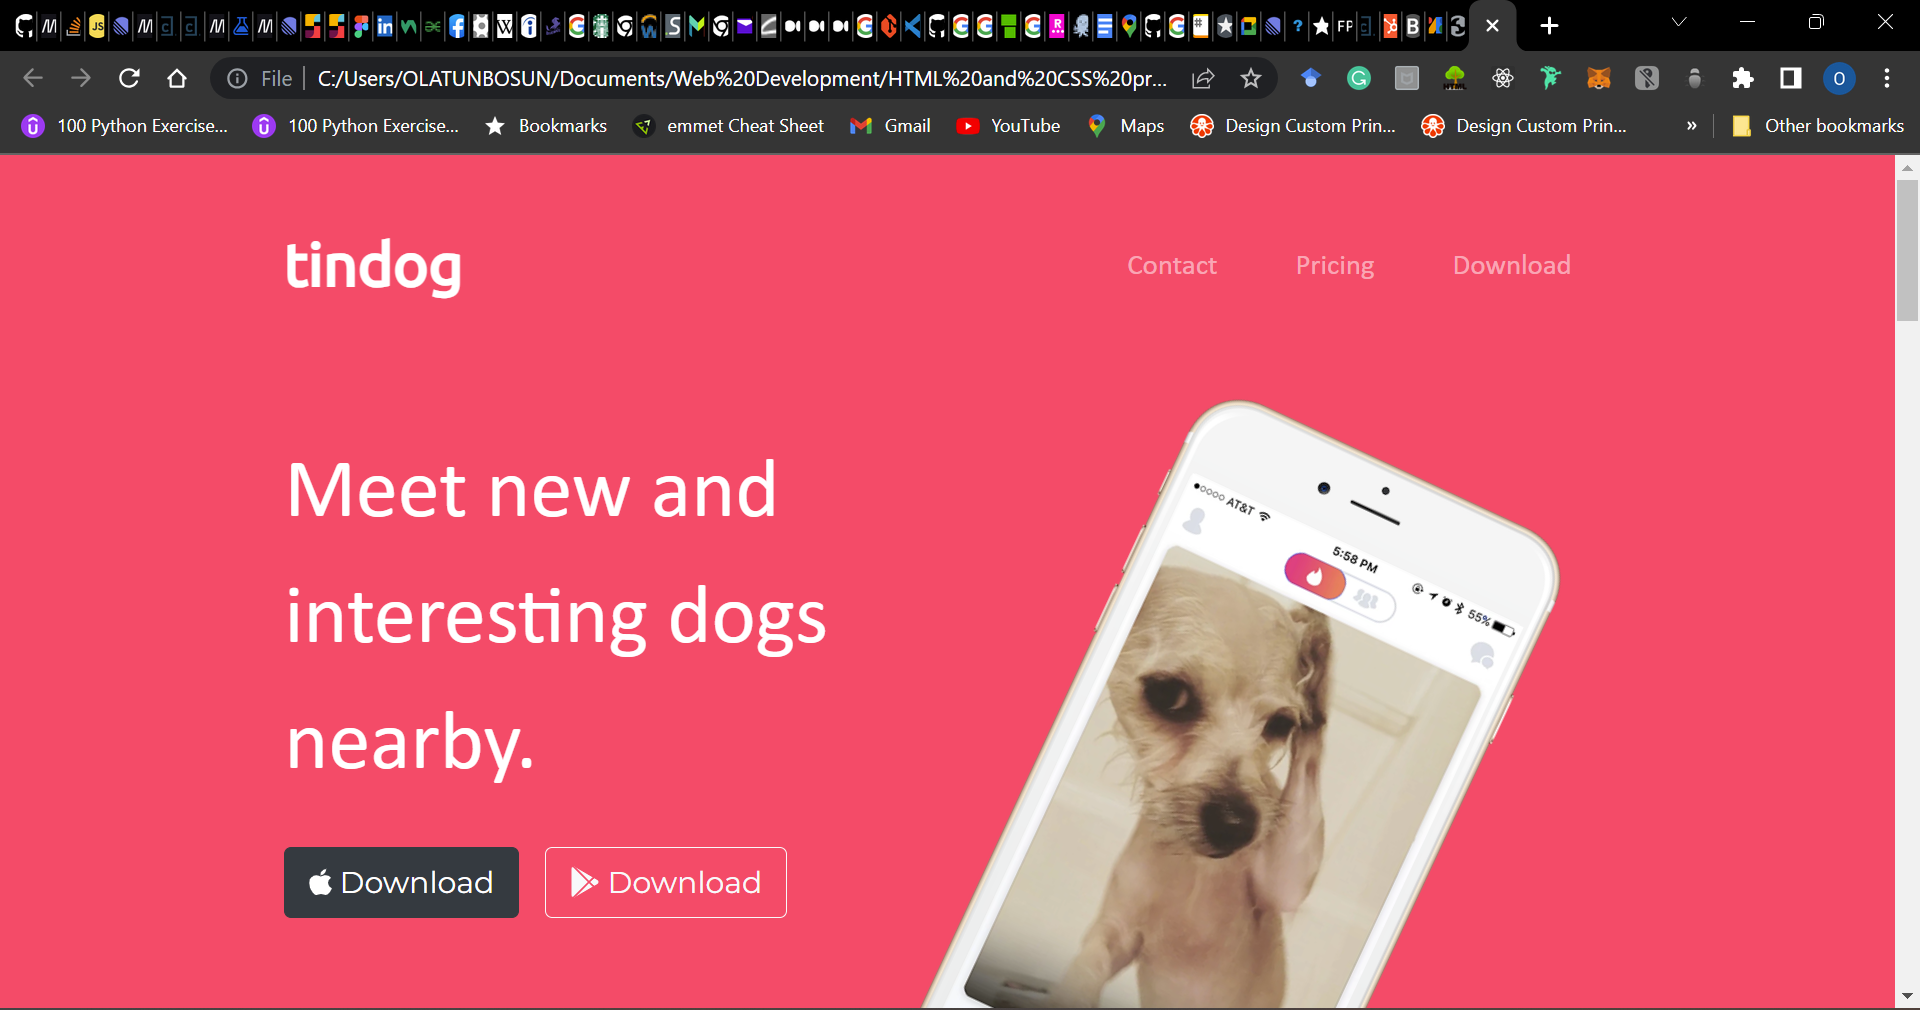 File
C:/Users/OLATUNBOSUN/Documents/Web%20Development/HTML%20and%20CSS%20pr...
O
100 Python Exercise...
100 Python Exercise...
Bookmarks
emmet Cheat Sheet
Gmail
YouTube
Maps
Design Custom Prin...
Design Custom Prin...
»
Other bookmarks
tindog
Contact
Pricing
Download
Meet new and
interesting dogs
nearby.
Download
Download
AT&T
5:58 PM
55%